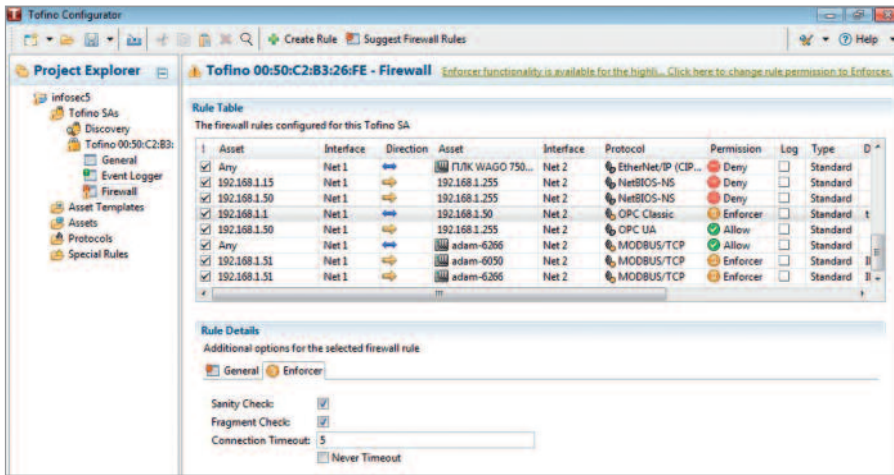 Tofino Configurator
Create Rule Suggest Firewall Rules Help
Project Explorer
infosec5
Tofino SAs
Discovery
Tofino 00:50:C2:B3:
General
Event Logger
Firewall
Asset Templates
Assets
Protocols
Special Rules
Tofino 00:50:C2:B3:26:FE - Firewall Enforcer functionality is available for the highli... Click here to change rule permission to Enforcer.
Rule Table
The firewall rules configured for this Tofino SA
! Asset Interface Direction Asset Interface Protocol Permission Log Type D
Any Net 1 ПЛК WAGO 750... Net 2 EtherNet/IP (CIP... Deny Standard
192.168.1.15 Net 1 192.168.1.255 Net 2 NetBIOS-NS Deny Standard
192.168.1.50 Net 1 192.168.1.255 Net 2 NetBIOS-NS Deny Standard
192.168.1.1 Net 1 192.168.1.50 Net 2 OPC Classic Enforcer Standard t
192.168.1.50 Net 1 192.168.1.255 Net 2 OPC UA Allow Standard
Any Net 1 adam-6266 Net 2 MODBUS/TCP Allow Standard
192.168.1.51 Net 1 adam-6050 Net 2 MODBUS/TCP Enforcer Standard
192.168.1.51 Net 1 adam-6266 Net 2 MODBUS/TCP Enforcer Standard
Rule Details
Additional options for the selected firewall rule
General Enforcer
Sanity Check:
Fragment Check:
Connection Timeout: 5
Never Timeout